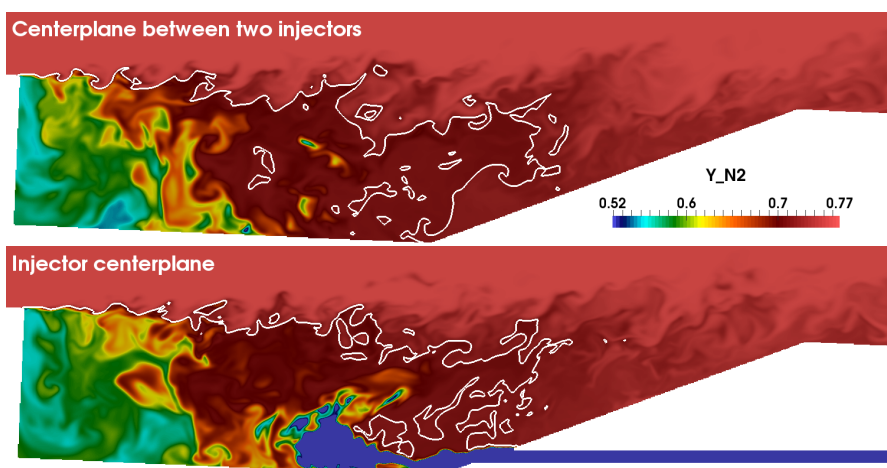 Centerplane between two injectors
Y_N2
0.52 0.6 0.7 0.77
Injector centerplane